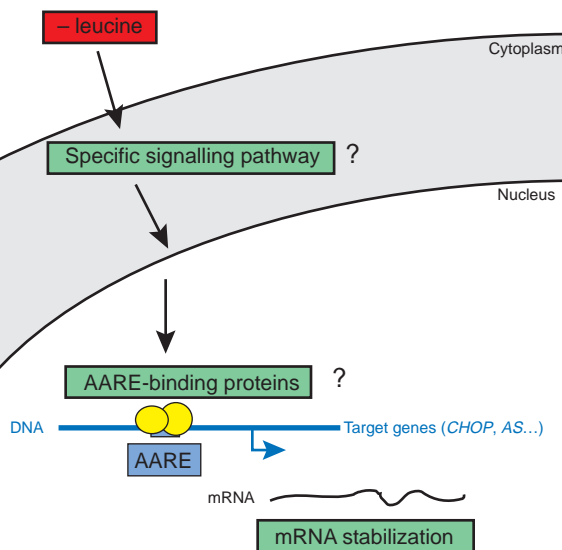 – leucine
Cytoplasm
Specific signalling pathway ?
Nucleus
AARE-binding proteins ?
DNA
Target genes (CHOP, AS…)
AARE
mRNA
mRNA stabilization